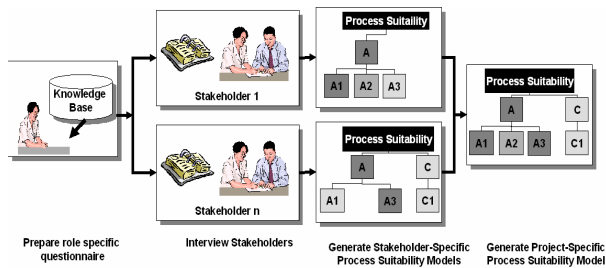 Process Suitaility
A
A1 A2 A3
Knowledge
Base
Stakeholder 1
Process Suitability
A C
A1 A2 A3 C1
Process Suitability
A C
A1 A3 C1
Stakeholder n
Prepare role specific
questionnaire
Interview Stakeholders
Generate Stakeholder-Specific
Process Suitability Models
Generate Project-Specific
Process Suitability Model